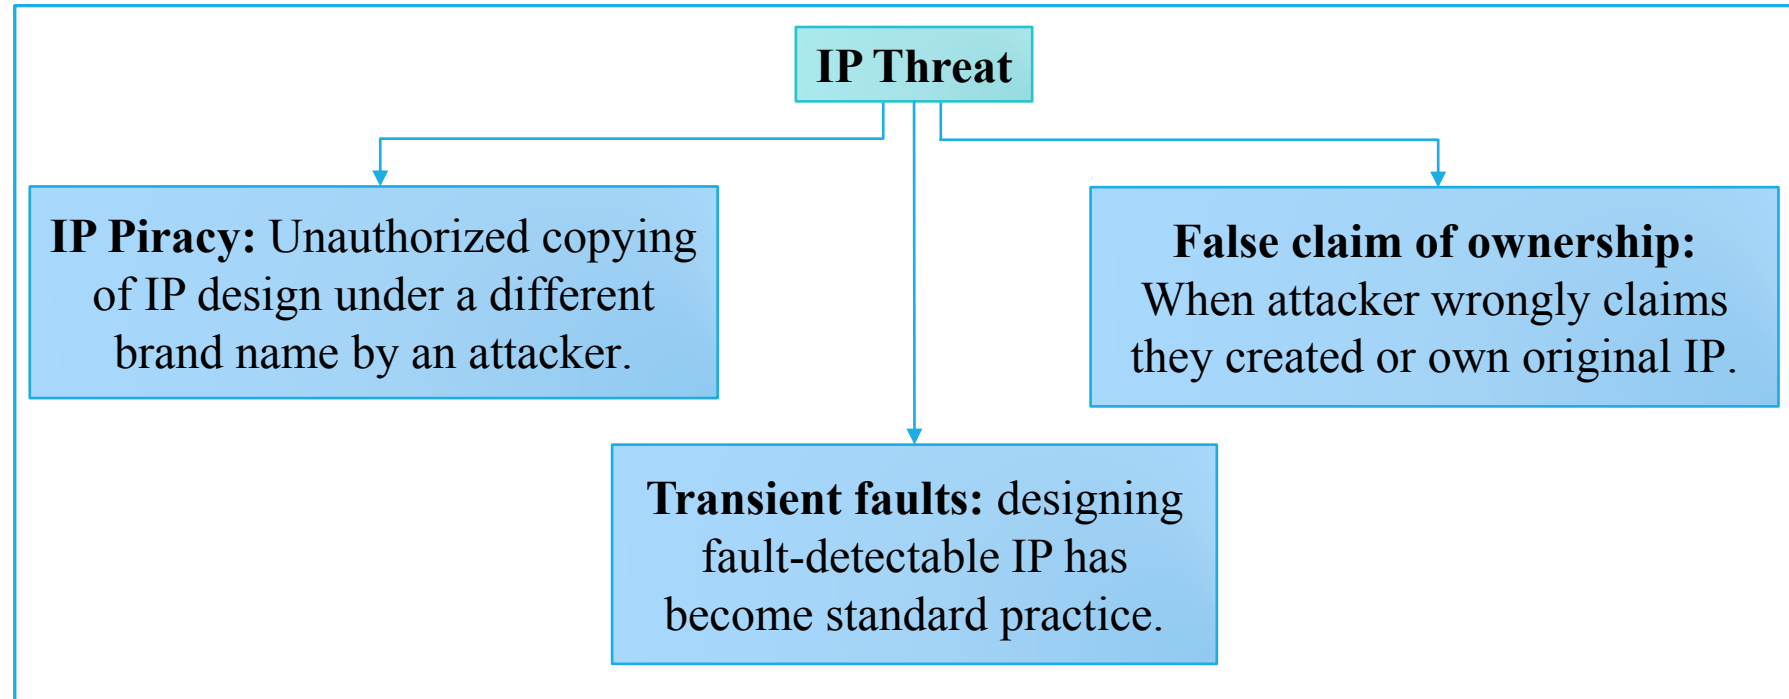 IP Threat
IP Piracy: Unauthorized copying
of IP design under a different
brand name by an attacker.
False claim of ownership:
When attacker wrongly claims
they created or own original IP.
Transient faults: designing
fault-detectable IP has
become standard practice.